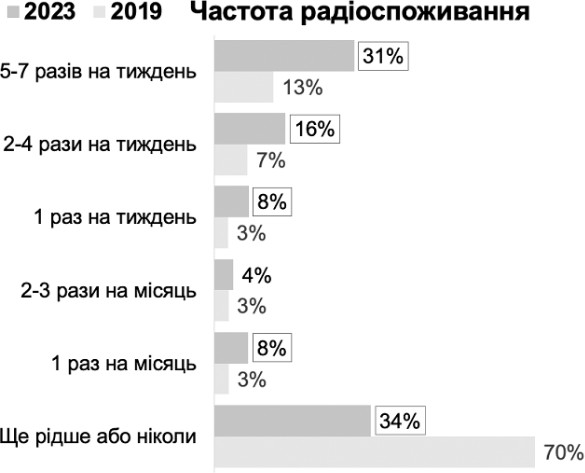 2023 2019 Частота радіоспоживання
5-7 разів на тиждень 31%
13%
2-4 рази на тиждень 16%
7%
1 раз на тиждень 8%
3%
2-3 рази на місяць 4%
3%
1 раз на місяць 8%
3%
Ще рідше або ніколи 34%
70%